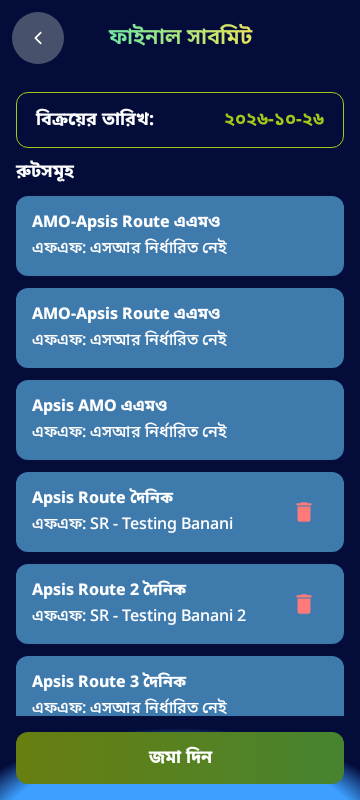 ফাইনাল সাবমিট
বিক্রয়ের তারিখ: ২০২৬-১০-২৬
রুটসমূহ
AMO-Apsis Route এএমও
এফএফ: এসআর নির্ধারিত নেই
AMO-Apsis Route এএমও
এফএফ: এসআর নির্ধারিত নেই
Apsis AMO এএমও
এফএফ: এসআর নির্ধারিত নেই
Apsis Route দৈনিক
এফএফ: SR - Testing Banani
Apsis Route 2 দৈনিক
এফএফ: SR - Testing Banani 2
Apsis Route 3 দৈনিক
এফএফ: এসআর নির্ধারিত নেই
জমা দিন